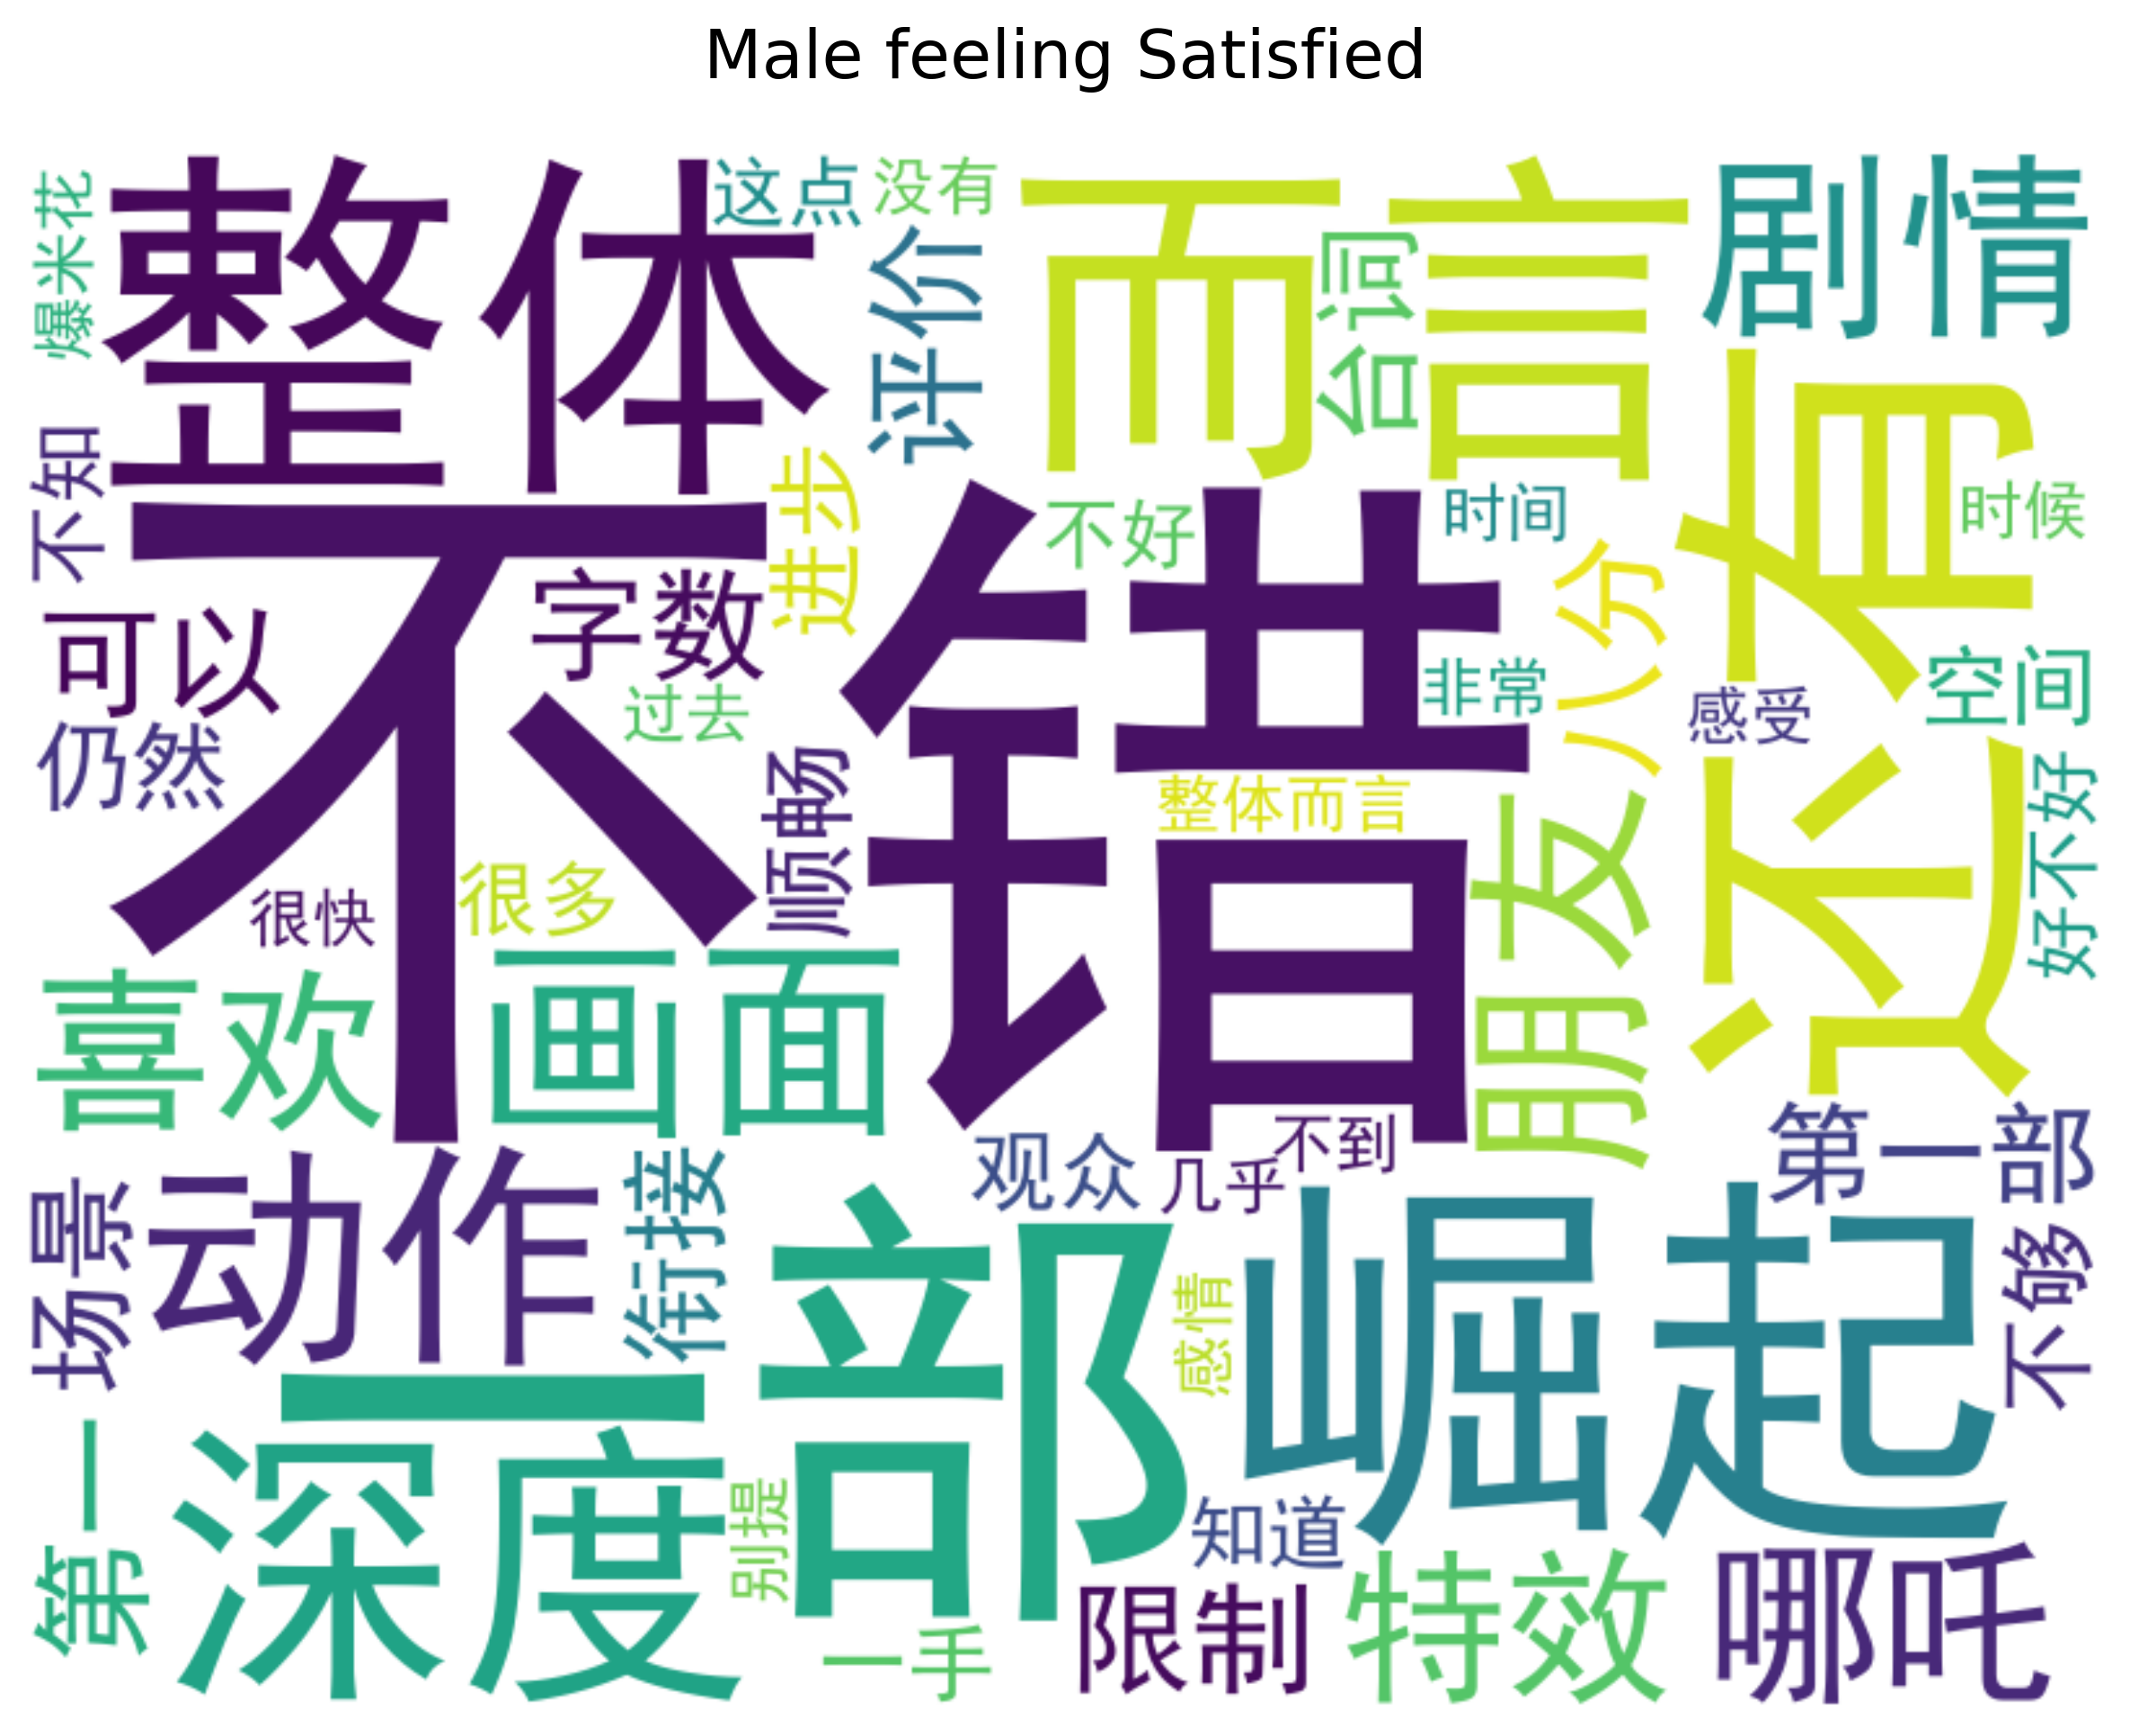 Male feeling Satisfied
爆米花
整体
这点
没有
评价
而言
台词
剧情
不知
不错
进步
不好
时间
还有
时候
字数
可以
过去
非常
八分
感受
空间
仍然
顺畅
整体而言
朋友
好不好
很快
很多
喜欢
画面
观众
几乎
不到
第一部
场景
动作
衔接
一部
感情
崛起
不够
第一
深度
别提
知道
一手
限制
特效
哪吒